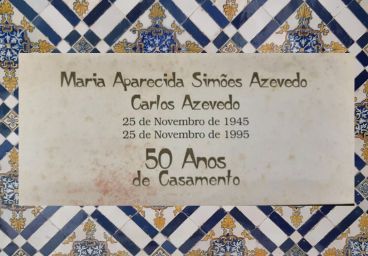 Maria Aparecida Simões Azevedo
Carlos Azevedo
25 de Novembro de 1945
25 de Novembro de 1995
50 Anos
de Casamento